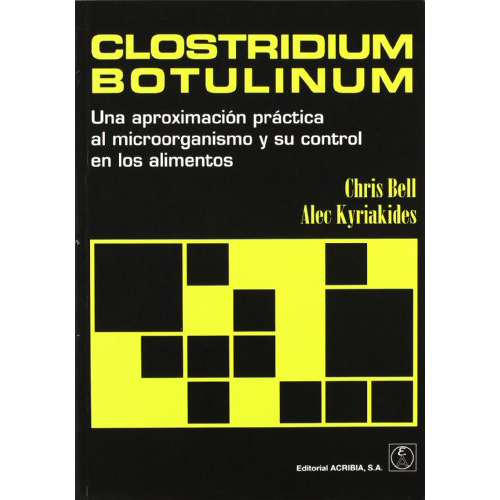 CLOSTRIDIUM
BOTULINUM
Una aproximación práctica
al microorganismo y su control
en los alimentos
Chris Bell
Alec Kyriakides
Editorial ACRIBIA, S.A.